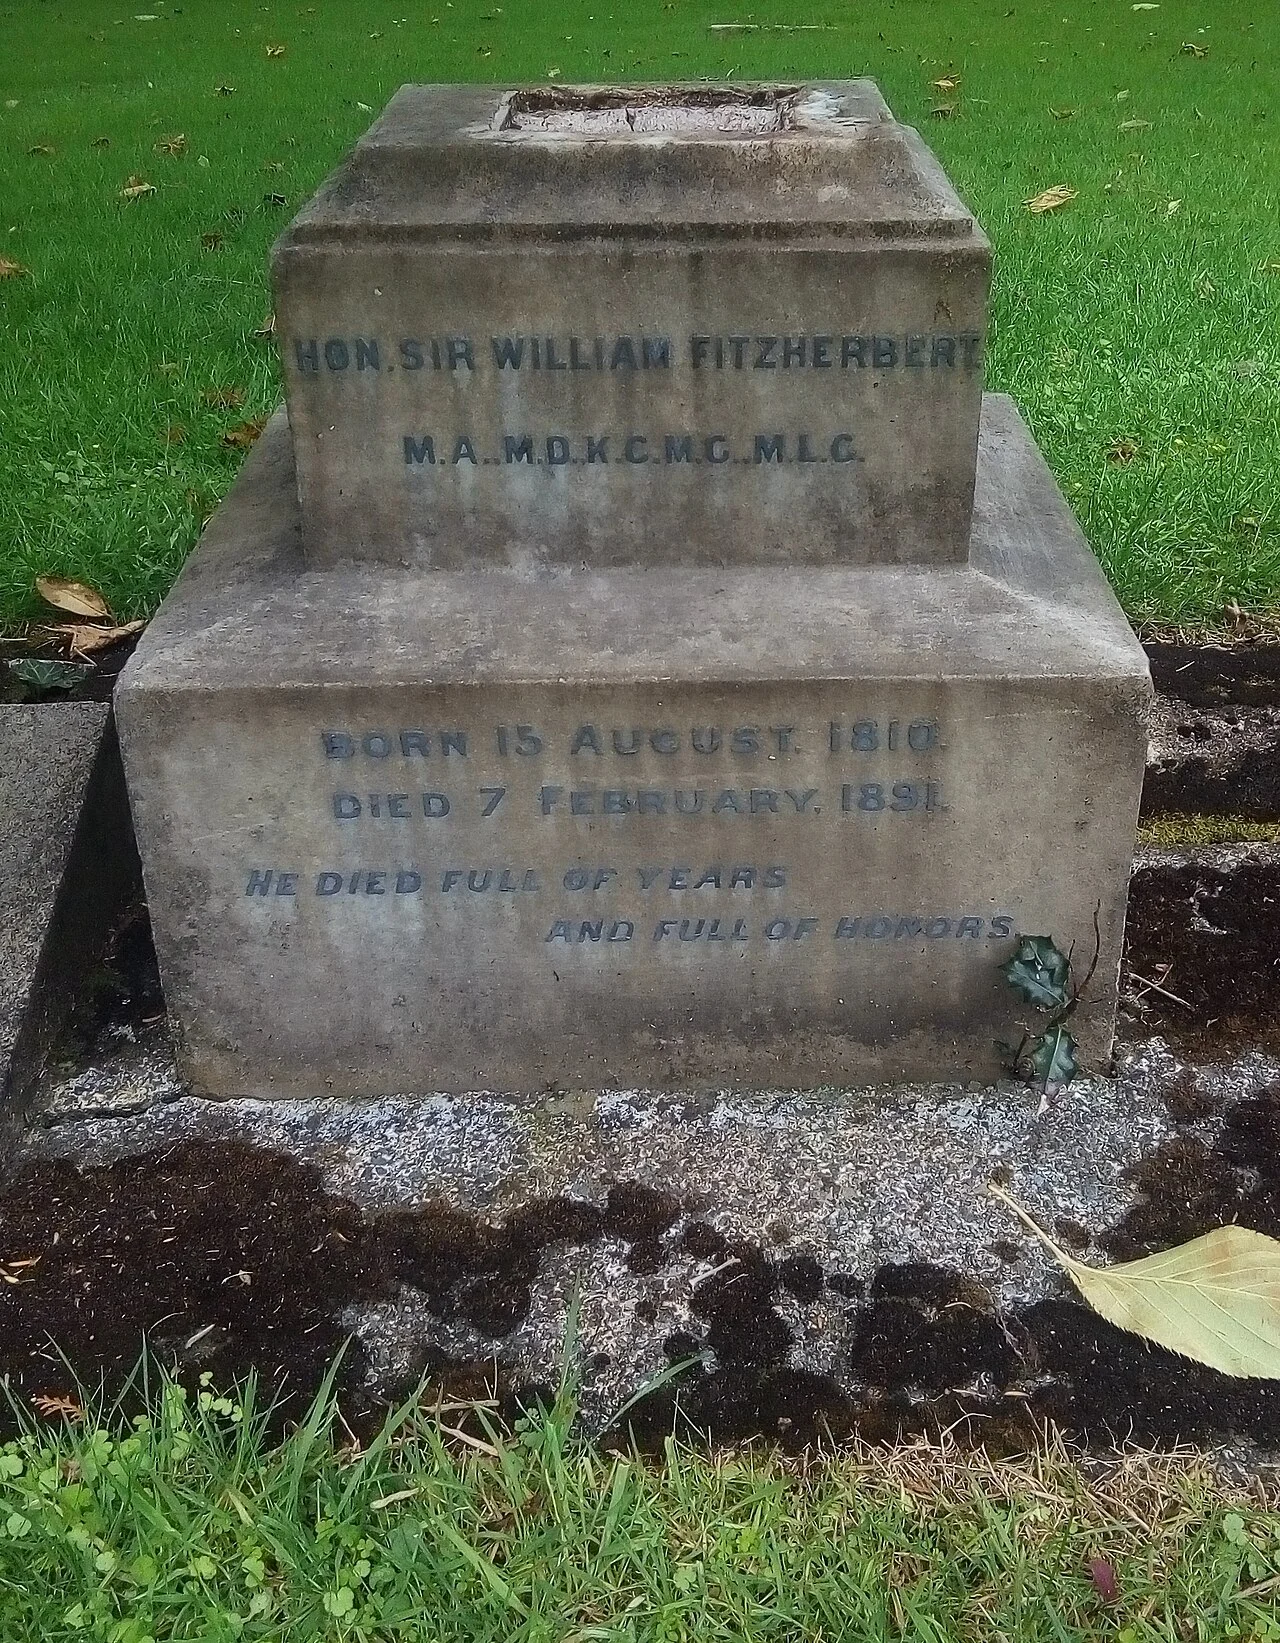 HON. SIR WILLIAM FITZHERBERT.
M.A., M.D., K.C.M.G., M.L.C.
BORN 15 AUGUST, 1810.
DIED 7 FEBRUARY, 1891.
HE DIED FULL OF YEARS
AND FULL OF HONORS.